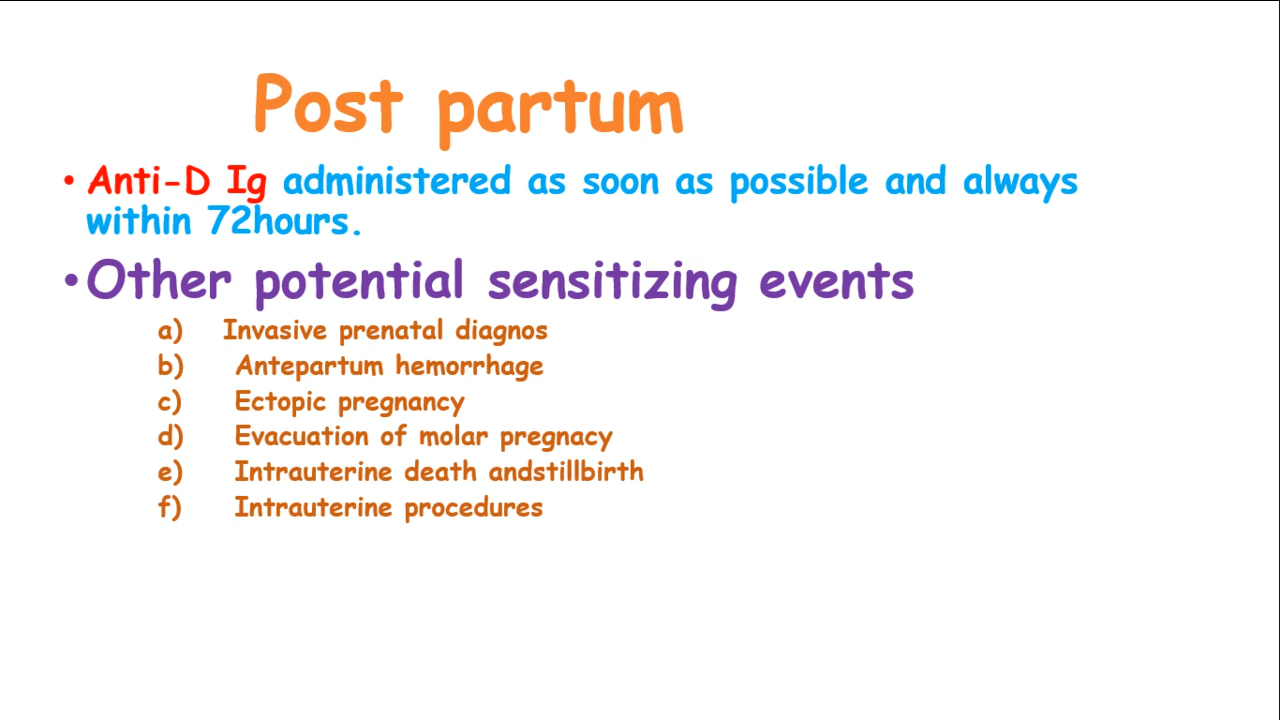 Post partum
• Anti-D Ig administered as soon as possible and always
within 72hours.
• Other potential sensitizing events
a) Invasive prenatal diagnos
b) Antepartum hemorrhage
c) Ectopic pregnancy
d) Evacuation of molar pregnacy
e) Intrauterine death andstillbirth
f) Intrauterine procedures